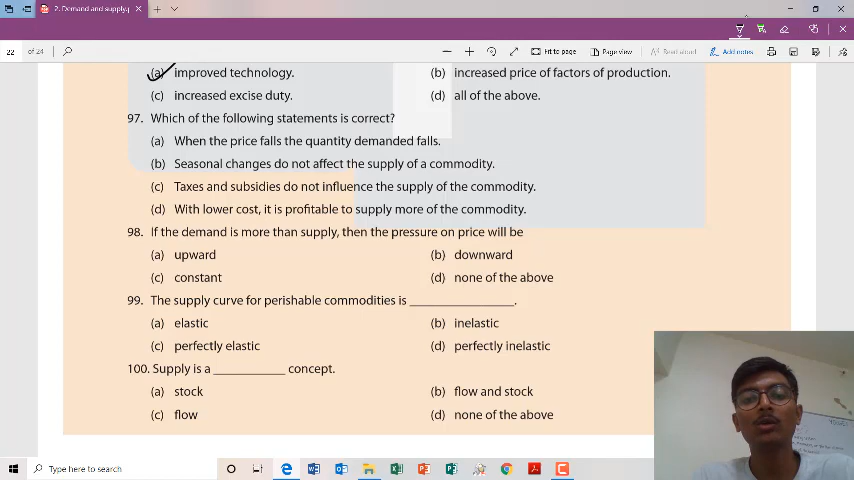 2. Demand and supply.p
22 of 24
Fit to page
Page view
Read aloud
Add notes
(a) improved technology. (b) increased price of factors of production.
(c) increased excise duty. (d) all of the above.
97. Which of the following statements is correct?
(a) When the price falls the quantity demanded falls.
(b) Seasonal changes do not affect the supply of a commodity.
(c) Taxes and subsidies do not influence the supply of the commodity.
(d) With lower cost, it is profitable to supply more of the commodity.
98. If the demand is more than supply, then the pressure on price will be
(a) upward (b) downward
(c) constant (d) none of the above
99. The supply curve for perishable commodities is ________________.
(a) elastic (b) inelastic
(c) perfectly elastic (d) perfectly inelastic
100. Supply is a ___________ concept.
(a) stock (b) flow and stock
(c) flow (d) none of the above
Type here to search